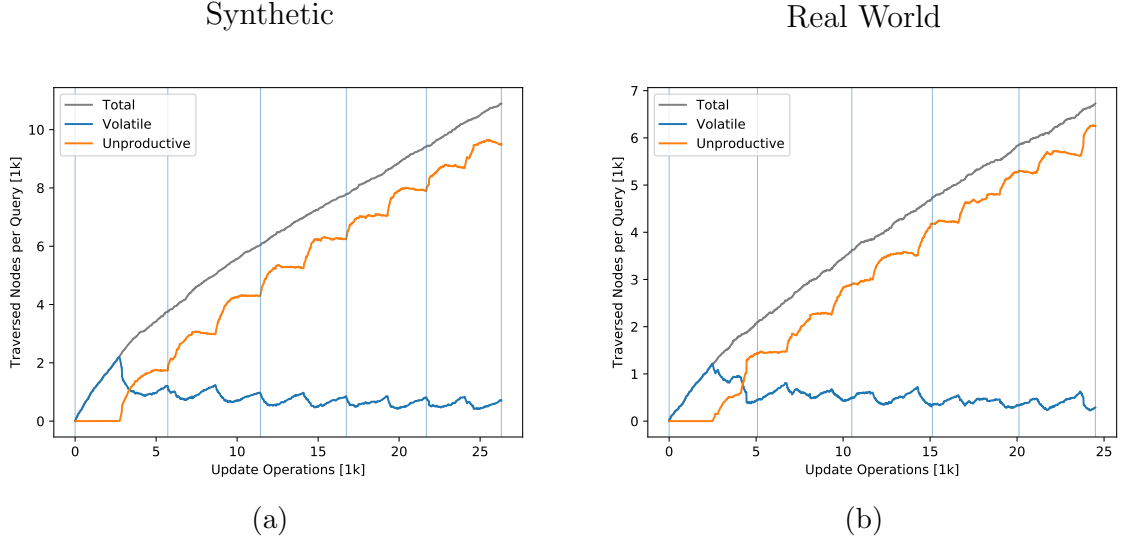 Synthetic
Real World
Total
Volatile
Unproductive
Traversed Nodes per Query [1k]
10
8
6
4
2
0
0 5 10 15 20 25
Update Operations [1k]
(a)
Total
Volatile
Unproductive
Traversed Nodes per Query [1k]
7
6
5
4
3
2
1
0
0 5 10 15 20 25
Update Operations [1k]
(b)